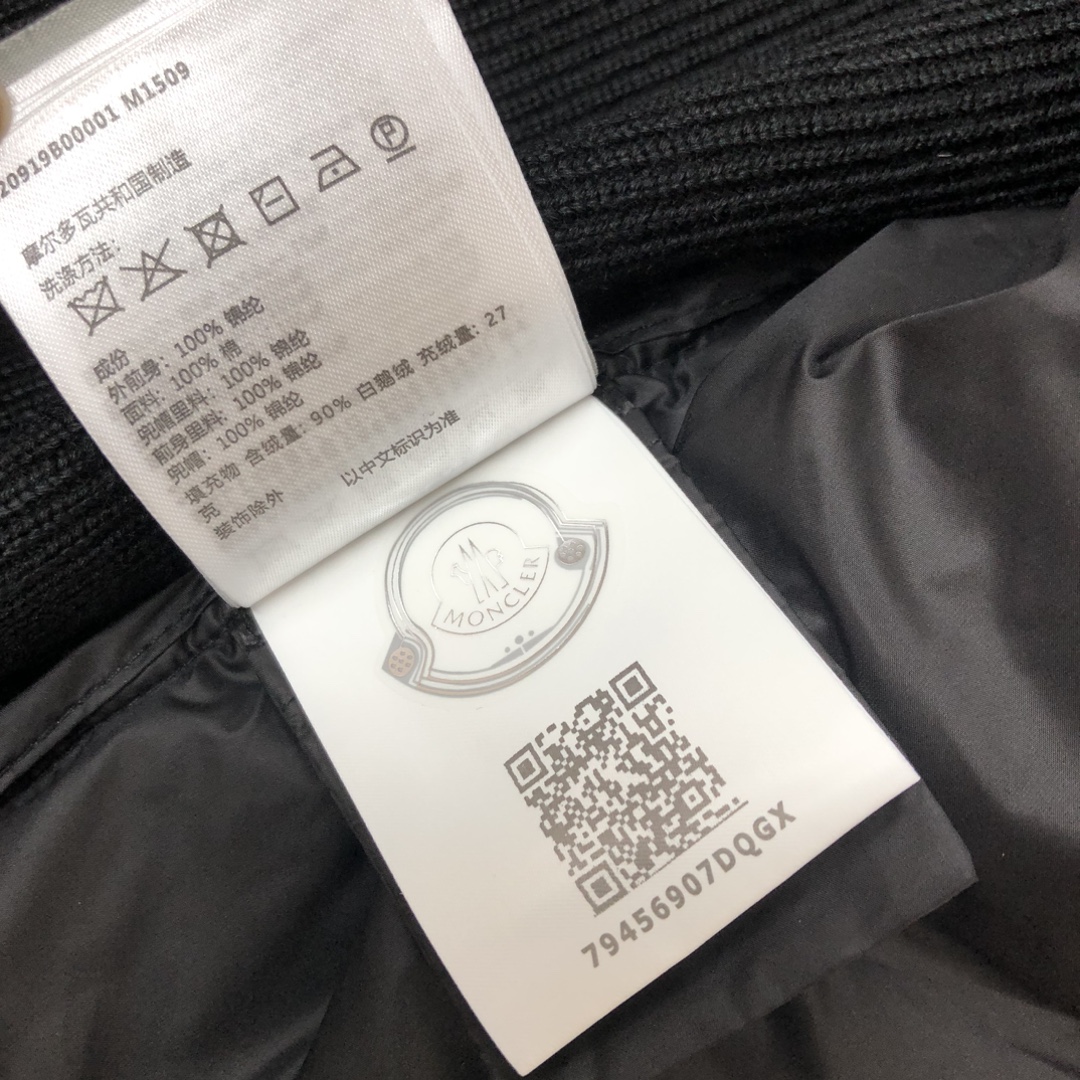 20919B00001 M1509
摩尔多瓦共和国制造
洗涤方法:
P
成份
外前身: 100% 锦纶
面料: 100% 棉
兜帽里料: 100% 锦纶
前身里料: 100% 锦纶
兜帽: 100% 锦纶
填充物 含绒量: 90% 白鹅绒 充绒量: 27
克
装饰除外
以中文标识为准
MONCLER
79456907DQGX